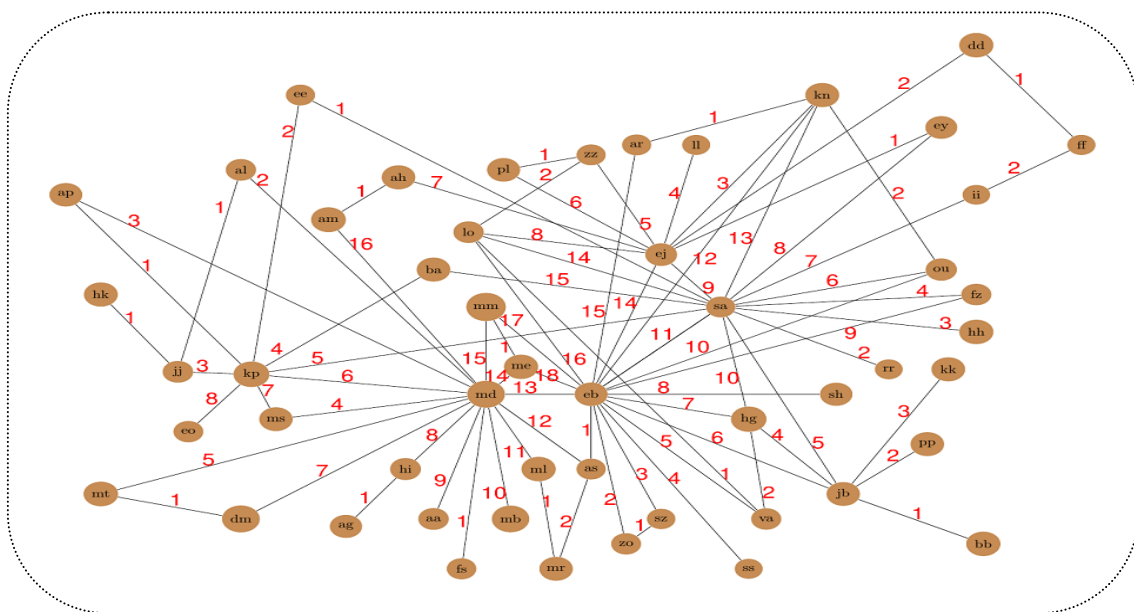 dd
2
1
ee
kn
1
1
ey
2
ar
ll
1
ff
zz
1
pl
al
2
2
ah
7
1
4
3
2
ii
ap
1
6
3
am
1
16
lo
8
5
13
8
ej
12
7
14
ba
15
9
ou
6
4
fz
hk
mm
sa
1
17
15
14
11
9
3
hh
1
10
4
5
15
16
2
rr
jj
3
kp
6
14
me
18
10
kk
7
13
8
sh
8
4
md
eb
ms
12
7
hg
3
eo
8
1
5
6
4
5
pp
11
2
5
7
hi
ml
as
3
4
1
9
mt
10
1
2
2
jb
1
1
dm
ag
aa
mb
2
zo
1
sz
va
1
1
bb
fs
mr
ss